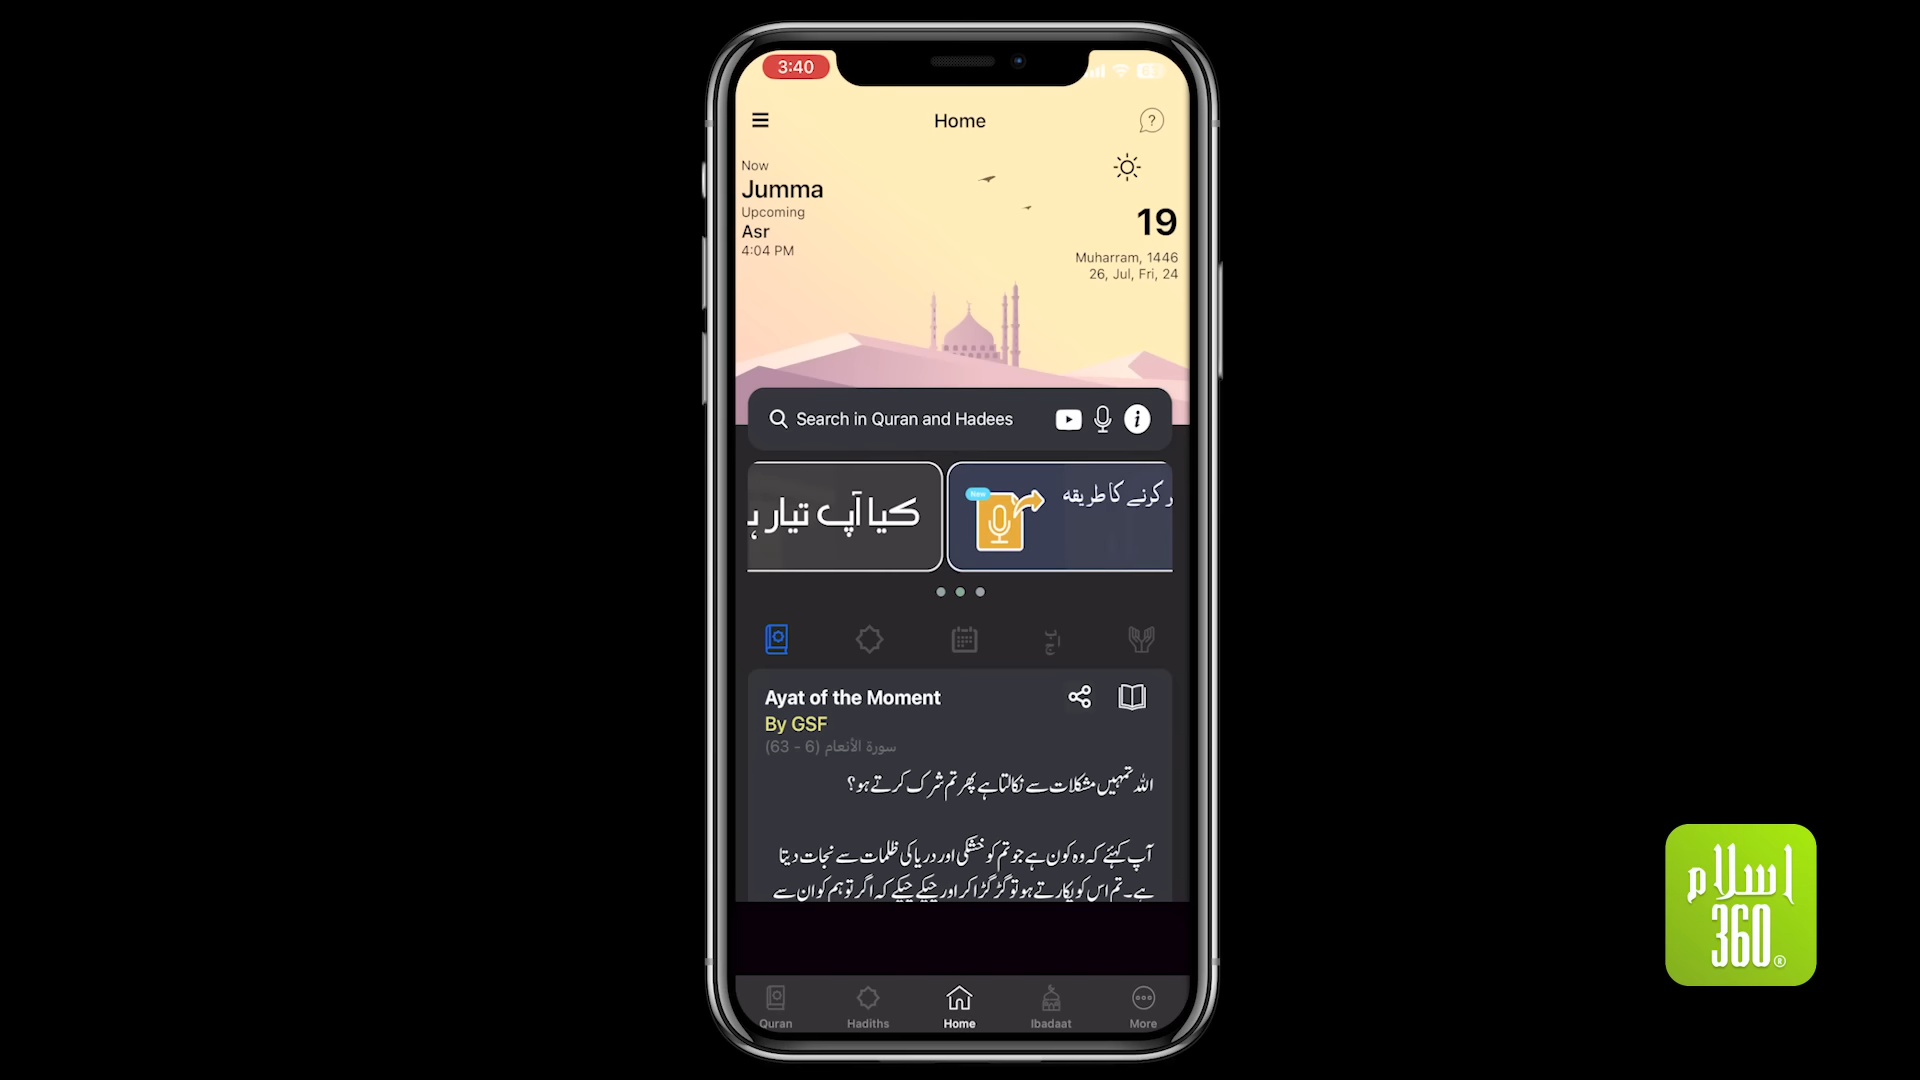 3:40
Home
Now
Jumma
Upcoming
Asr
4:04 PM
19
Muharram, 1446
26, Jul, Fri, 24
Search in Quran and Hadees
کیا آپ تیار
New
کرنے کا طریقہ
Ayat of the Moment
By GSF
سورة الأنعام (6 - 63)
اللہ تمہیں مشکلات سے نکالتا ہے پھر تم شرک کرتے ہو؟
آپ کہئے کہ وہ کون ہے جو تم کو خشکی اور دریا کی ظلمات سے نجات دیتا
ہے۔ تم اس کو پکارتے ہو تو گڑگڑا کر اور چپکے چپکے کہ اگر تو ہم کو ان سے
Quran
Hadiths
Home
Ibadaat
More
اسلام
360®